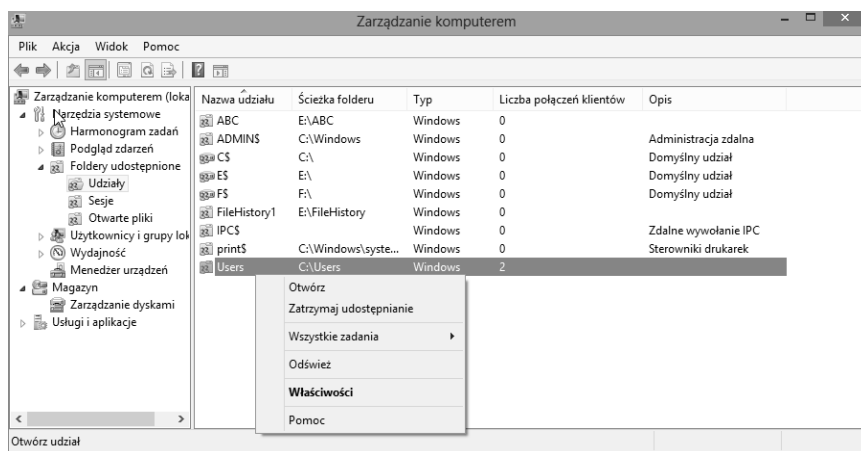 Zarządzanie komputerem
Plik Akcja Widok Pomoc
Zarządzanie komputerem (loka
Narzędzia systemowe
Harmonogram zadań
Podgląd zdarzeń
Foldery udostępnione
Udziały
Sesje
Otwarte pliki
Użytkownicy i grupy lok
Wydajność
Menedżer urządzeń
Magazyn
Zarządzanie dyskami
Usługi i aplikacje
Nazwa udziału Ścieżka folderu Typ Liczba połączeń klientów Opis
ABC E:\ABC Windows 0
ADMIN$ C:\Windows Windows 0 Administracja zdalna
C$ C:\ Windows 0 Domyślny udział
E$ E:\ Windows 0 Domyślny udział
F$ F:\ Windows 0 Domyślny udział
FileHistory1 E:\FileHistory Windows 0
IPC$ Windows 0 Zdalne wywołanie IPC
print$ C:\Windows\syste... Windows 0 Sterowniki drukarek
Users C:\Users Windows 2
Otwórz
Zatrzymaj udostępnianie
Wszystkie zadania
Odśwież
Właściwości
Pomoc
Otwórz udział